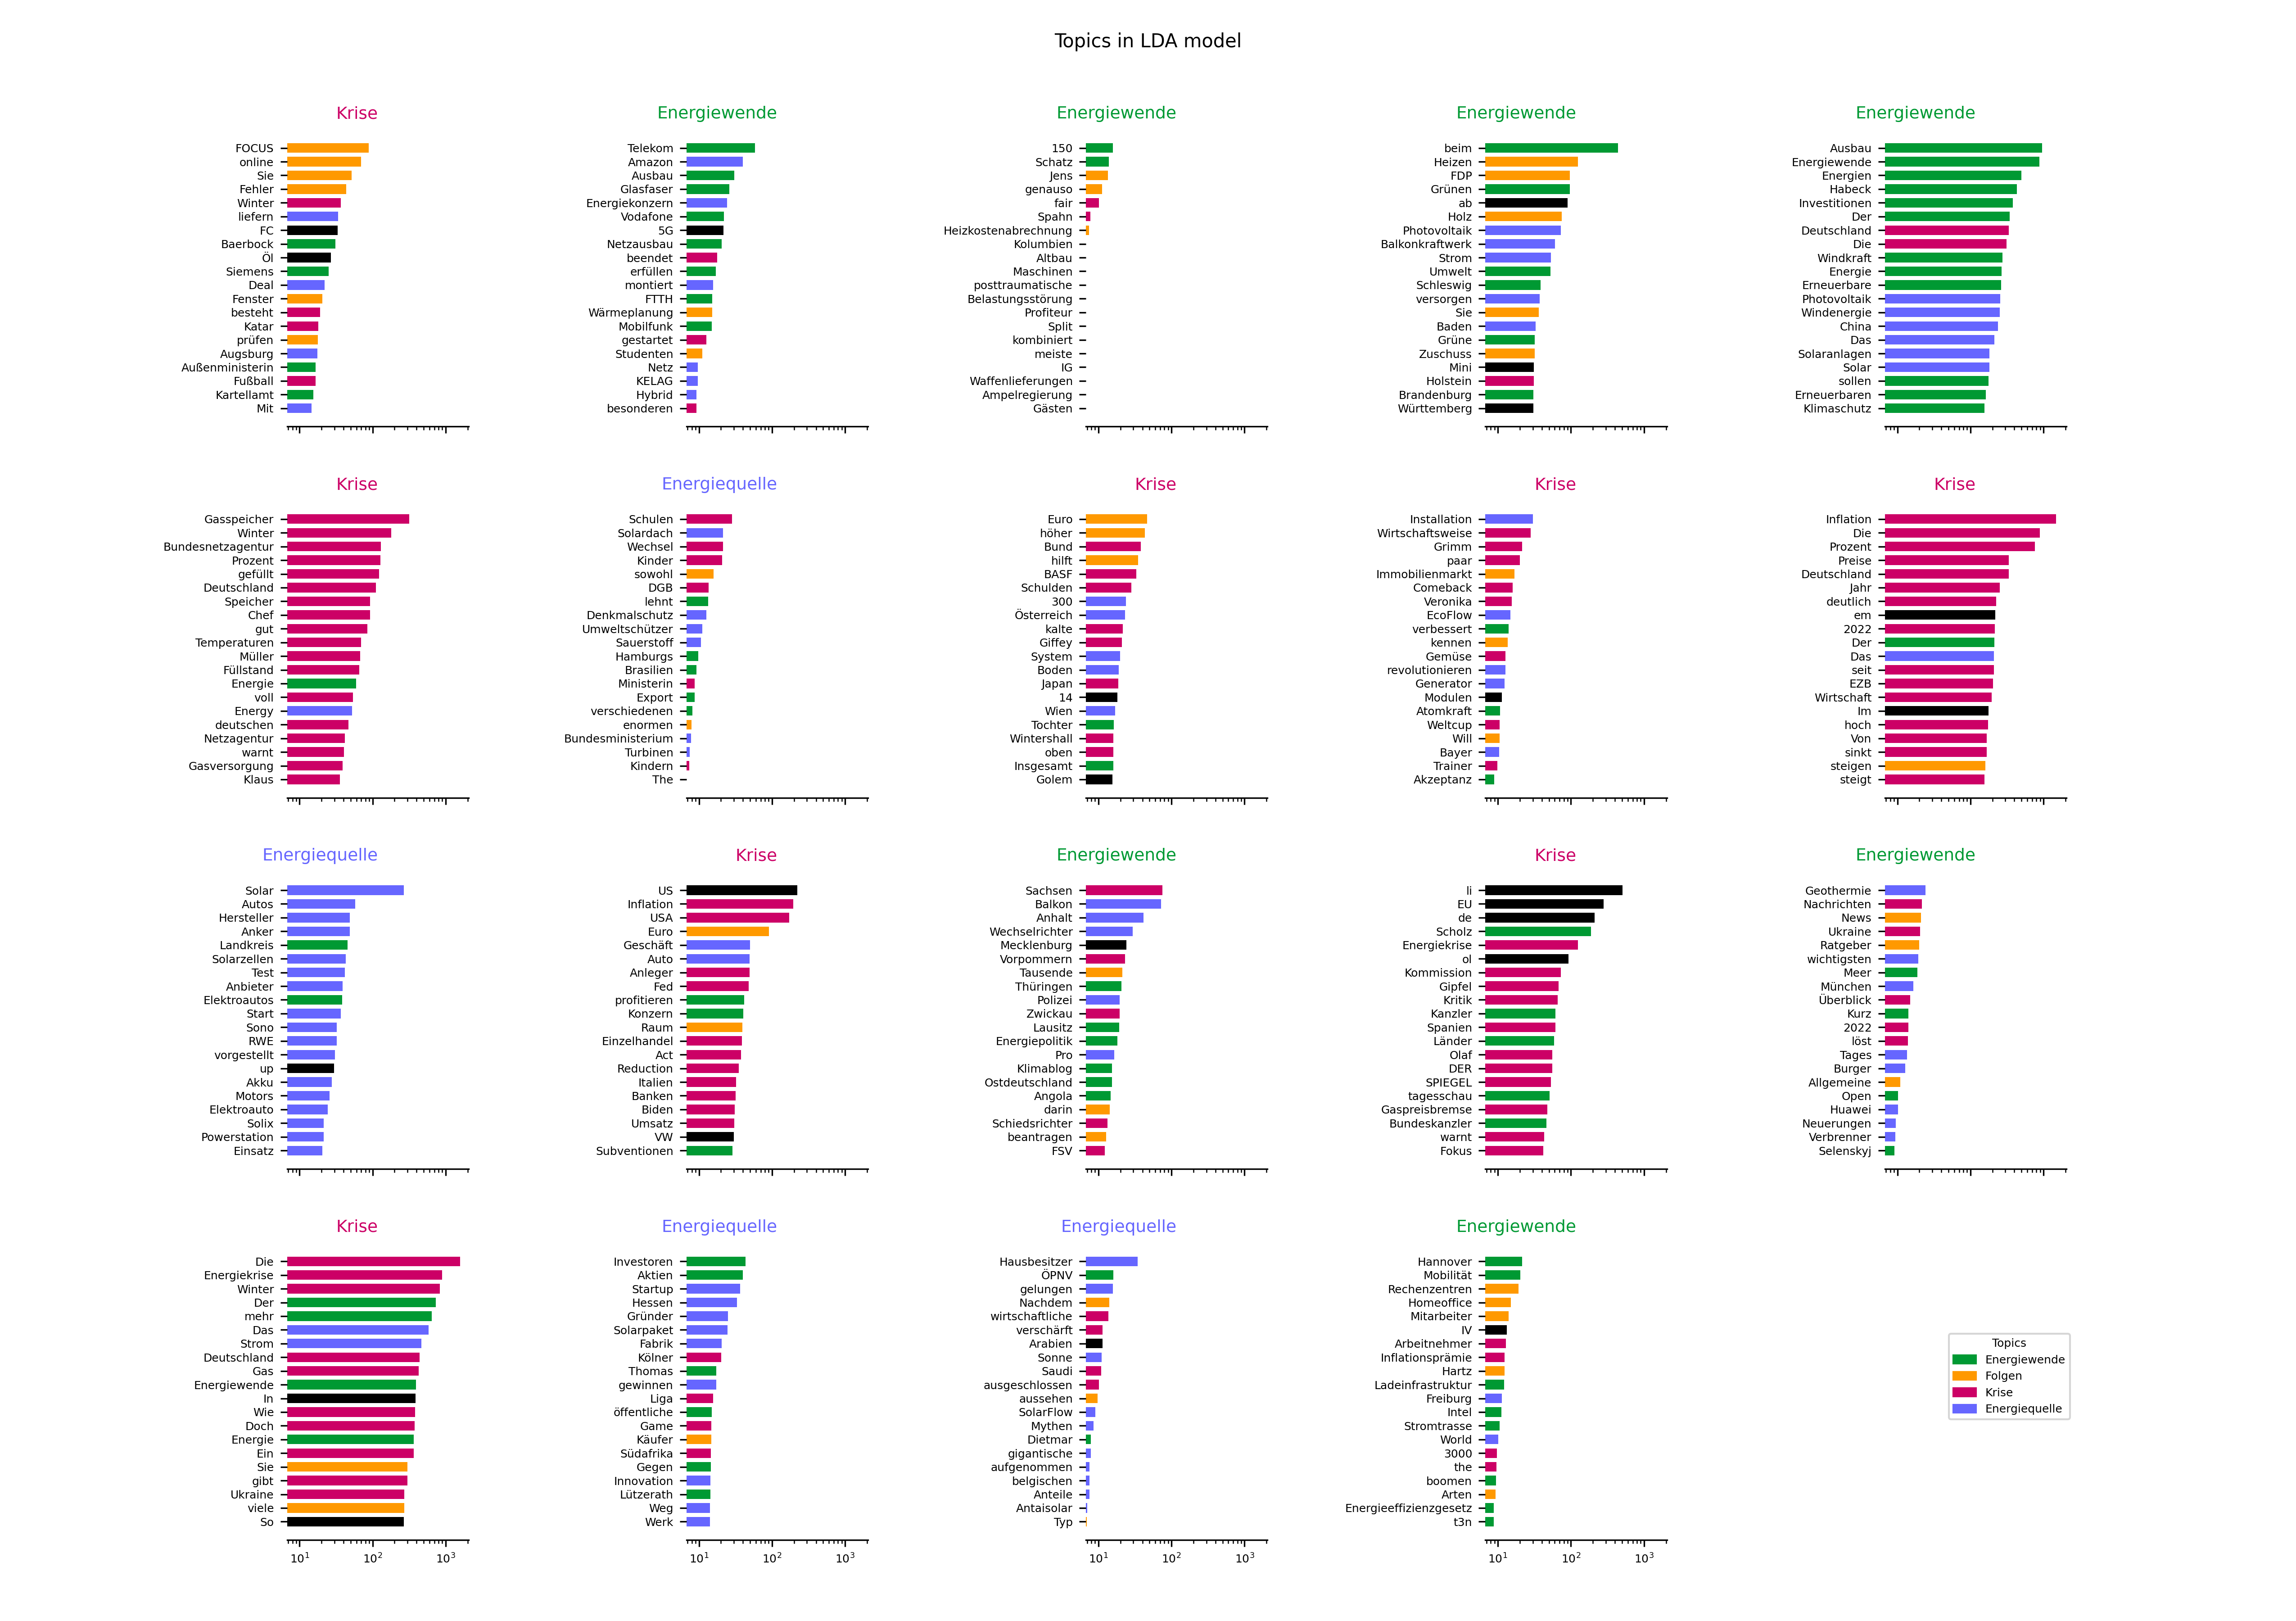 Topics in LDA model
Krise
FOCUS
online
Sie
Fehler
Winter
liefern
FC
Baerbock
Öl
Siemens
Deal
Fenster
besteht
Katar
prüfen
Augsburg
Außenministerin
Fußball
Kartellamt
Mit
Energiewende
Telekom
Amazon
Ausbau
Glasfaser
Energiekonzern
Vodafone
5G
Netzausbau
beendet
erfüllen
montiert
FTTH
Wärmeplanung
Mobilfunk
gestartet
Studenten
Netz
KELAG
Hybrid
besonderen
Energiewende
150
Schatz
Jens
genauso
fair
Spahn
Heizkostenabrechnung
Kolumbien
Altbau
Maschinen
posttraumatische
Belastungsstörung
Profiteur
Split
kombiniert
meiste
IG
Waffenlieferungen
Ampelregierung
Gästen
Energiewende
beim
Heizen
FDP
Grünen
ab
Holz
Photovoltaik
Balkonkraftwerk
Strom
Umwelt
Schleswig
versorgen
Sie
Baden
Grüne
Zuschuss
Mini
Holstein
Brandenburg
Württemberg
Energiewende
Ausbau
Energiewende
Energien
Habeck
Investitionen
Der
Deutschland
Die
Windkraft
Energie
Erneuerbare
Photovoltaik
Windenergie
China
Das
Solaranlagen
Solar
sollen
Erneuerbaren
Klimaschutz
Krise
Gasspeicher
Winter
Bundesnetzagentur
Prozent
gefüllt
Deutschland
Speicher
Chef
gut
Temperaturen
Müller
Füllstand
Energie
voll
Energy
deutschen
Netzagentur
warnt
Gasversorgung
Klaus
Energiequelle
Schulen
Solardach
Wechsel
Kinder
sowohl
DGB
lehnt
Denkmalschutz
Umweltschützer
Sauerstoff
Hamburgs
Brasilien
Ministerin
Export
verschiedenen
enormen
Bundesministerium
Turbinen
Kindern
The
Krise
Euro
höher
Bund
hilft
BASF
Schulden
300
Österreich
kalte
Giffey
System
Boden
Japan
14
Wien
Tochter
Wintershall
oben
Insgesamt
Golem
Krise
Installation
Wirtschaftsweise
Grimm
paar
Immobilienmarkt
Comeback
Veronika
EcoFlow
verbessert
kennen
Gemüse
revolutionieren
Generator
Modulen
Atomkraft
Weltcup
Will
Bayer
Trainer
Akzeptanz
Krise
Inflation
Die
Prozent
Preise
Deutschland
Jahr
deutlich
em
2022
Der
Das
seit
EZB
Wirtschaft
Im
hoch
Von
sinkt
steigen
steigt
Energiequelle
Solar
Autos
Hersteller
Anker
Landkreis
Solarzellen
Test
Anbieter
Elektroautos
Start
Sono
RWE
vorgestellt
up
Akku
Motors
Elektroauto
Solix
Powerstation
Einsatz
Krise
US
Inflation
USA
Euro
Geschäft
Auto
Anleger
Fed
profitieren
Konzern
Raum
Einzelhandel
Act
Reduction
Italien
Banken
Biden
Umsatz
VW
Subventionen
Energiewende
Sachsen
Balkon
Anhalt
Wechselrichter
Mecklenburg
Vorpommern
Tausende
Thüringen
Polizei
Zwickau
Lausitz
Energiepolitik
Pro
Klimablog
Ostdeutschland
Angola
darin
Schiedsrichter
beantragen
FSV
Krise
li
EU
de
Scholz
Energiekrise
ol
Kommission
Gipfel
Kritik
Kanzler
Spanien
Länder
Olaf
DER
SPIEGEL
tagesschau
Gaspreisbremse
Bundeskanzler
warnt
Fokus
Energiewende
Geothermie
Nachrichten
News
Ukraine
Ratgeber
wichtigsten
Meer
München
Überblick
Kurz
2022
löst
Tages
Burger
Allgemeine
Open
Huawei
Neuerungen
Verbrenner
Selenskyj
Krise
Die
Energiekrise
Winter
Der
mehr
Das
Strom
Deutschland
Gas
Energiewende
In
Wie
Doch
Energie
Ein
Sie
gibt
Ukraine
viele
So
10¹ 10² 10³
Energiequelle
Investoren
Aktien
Startup
Hessen
Gründer
Solarpaket
Fabrik
Kölner
Thomas
gewinnen
Liga
öffentliche
Game
Käufer
Südafrika
Gegen
Innovation
Lützerath
Weg
Werk
10¹ 10² 10³
Energiequelle
Hausbesitzer
ÖPNV
gelungen
Nachdem
wirtschaftliche
verschärft
Arabien
Sonne
Saudi
ausgeschlossen
aussehen
SolarFlow
Mythen
Dietmar
gigantische
aufgenommen
belgischen
Anteile
Antaisolar
Typ
10¹ 10² 10³
Energiewende
Hannover
Mobilität
Rechenzentren
Homeoffice
Mitarbeiter
IV
Arbeitnehmer
Inflationsprämie
Hartz
Ladeinfrastruktur
Freiburg
Intel
Stromtrasse
World
3000
the
boomen
Arten
Energieeffizienzgesetz
t3n
10¹ 10² 10³
Topics
Energiewende
Folgen
Krise
Energiequelle